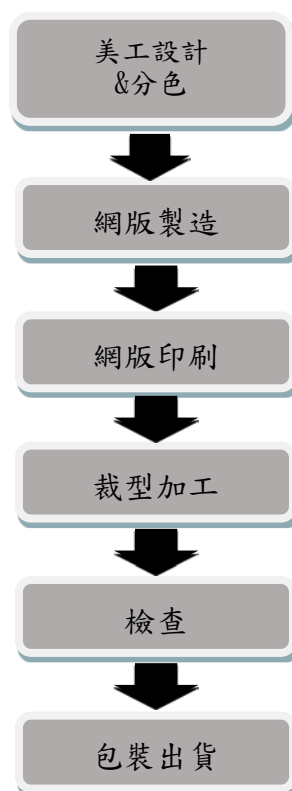 美工設計
&分色
網版製造
網版印刷
裁型加工
檢查
包裝出貨